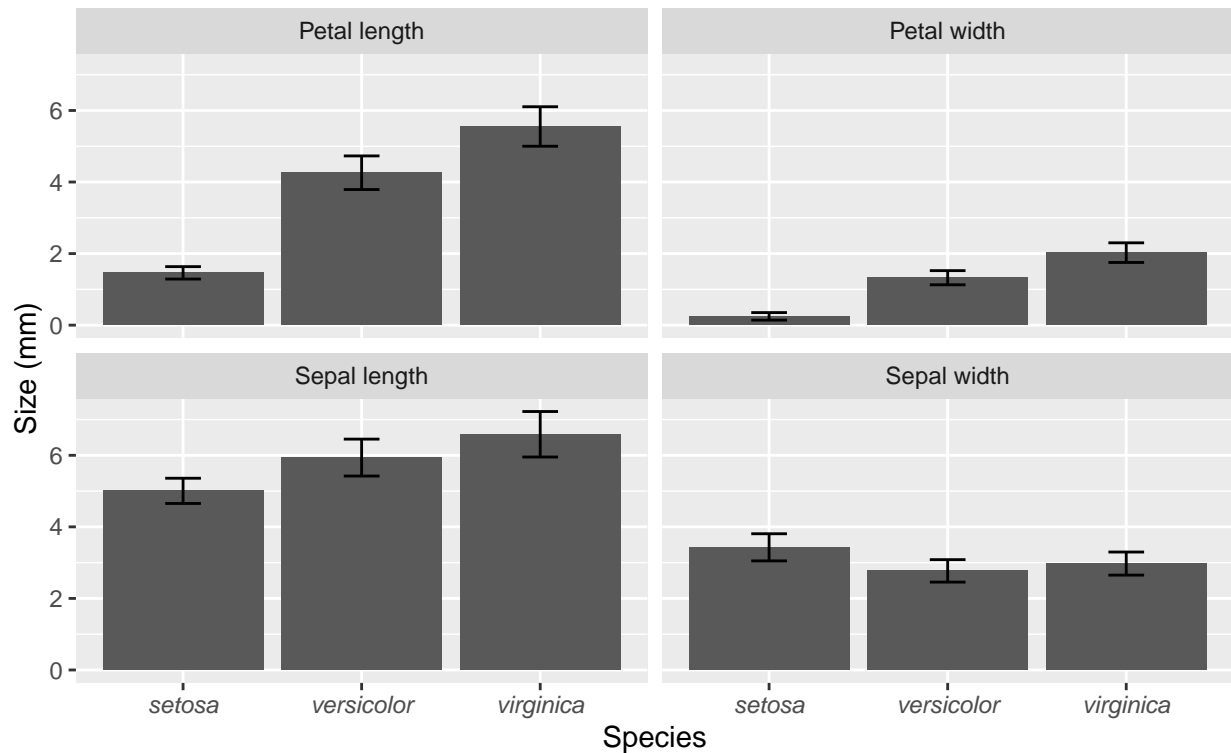 Petal length
Petal width
6
4
2
0
Sepal length
Sepal width
6
4
2
0
Size (mm)
setosa
versicolor
virginica
setosa
versicolor
virginica
Species